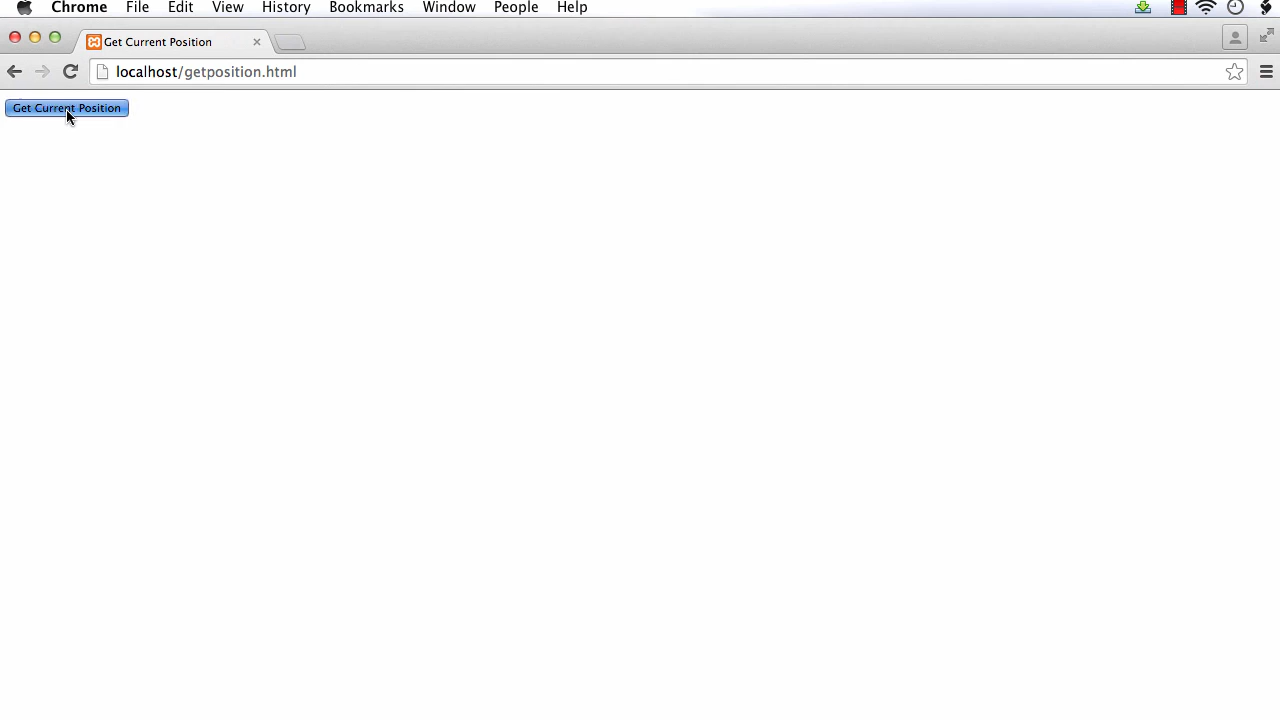 Chrome File Edit View History Bookmarks Window People Help
Get Current Position
localhost/getposition.html
Get Current Position